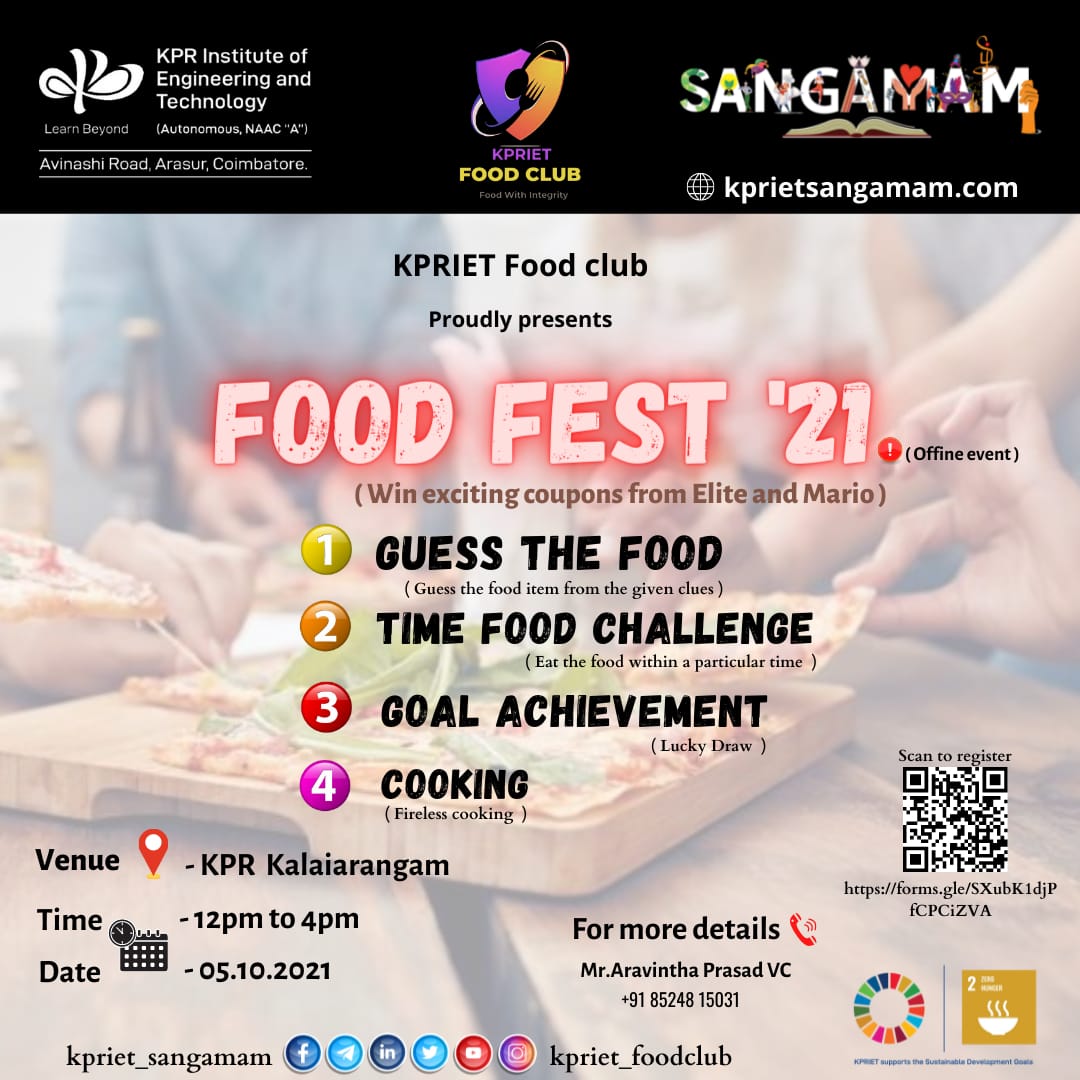 KPR Institute of
Engineering and
Technology
Learn Beyond
(Autonomous, NAAC "A")
Avinashi Road, Arasur, Coimbatore.
KPRIET
FOOD CLUB
Food With Integrity
SANGAMAM
kprietsangamam.com
KPRIET Food club
Proudly presents
FOOD FEST '21
! ( Offine event )
( Win exciting coupons from Elite and Mario )
1 GUESS THE FOOD
( Guess the food item from the given clues )
2 TIME FOOD CHALLENGE
( Eat the food within a particular time )
3 GOAL ACHIEVEMENT
( Lucky Draw )
4 COOKING
( Fireless cooking )
Scan to register
https://forms.gle/SXubK1djP
fCPCiZVA
Venue - KPR Kalaiarangam
Time - 12pm to 4pm
Date - 05.10.2021
For more details
Mr.Aravintha Prasad VC
+91 85248 15031
2 ZERO
HUNGER
KPRIET supports the Sustainable Development Goals
kpriet_sangamam
kpriet_foodclub